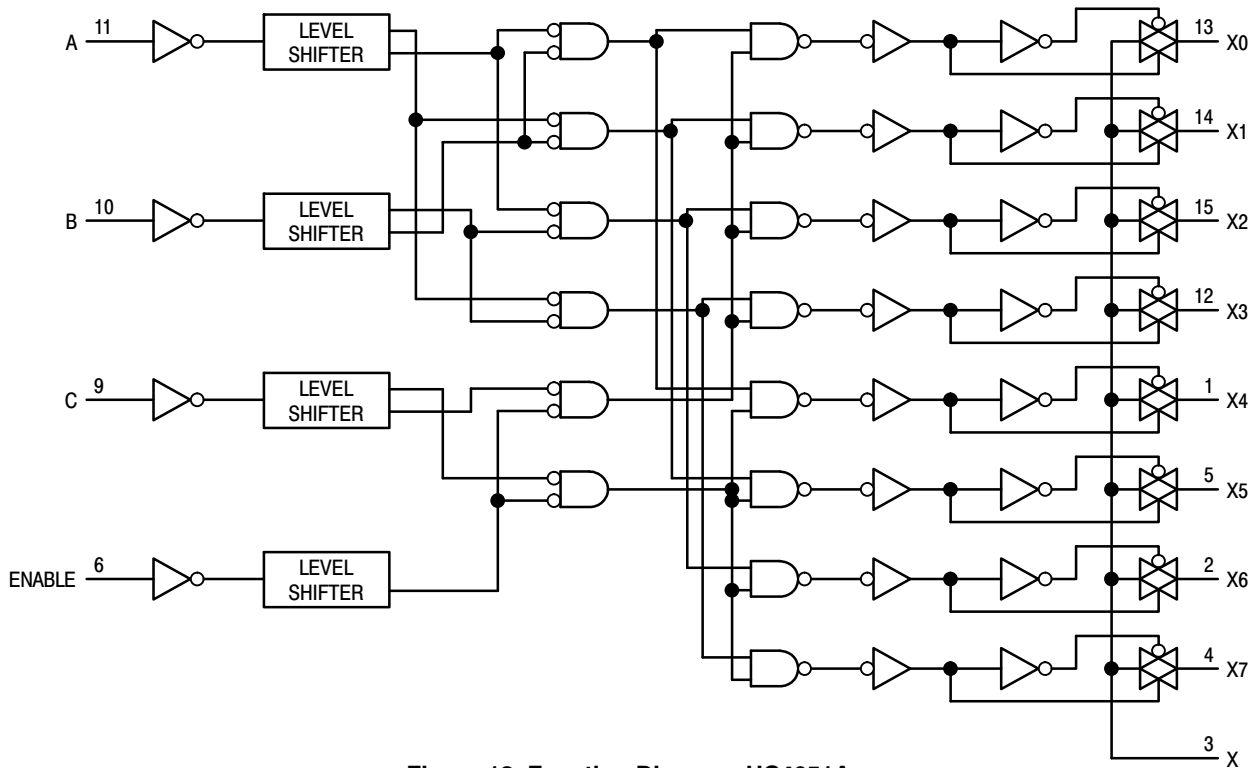 A 11 LEVEL SHIFTER 13 X0
14 X1
B 10 LEVEL SHIFTER 15 X2
12 X3
C 9 LEVEL SHIFTER 1 X4
5 X5
ENABLE 6 LEVEL SHIFTER 2 X6
4 X7
3 X